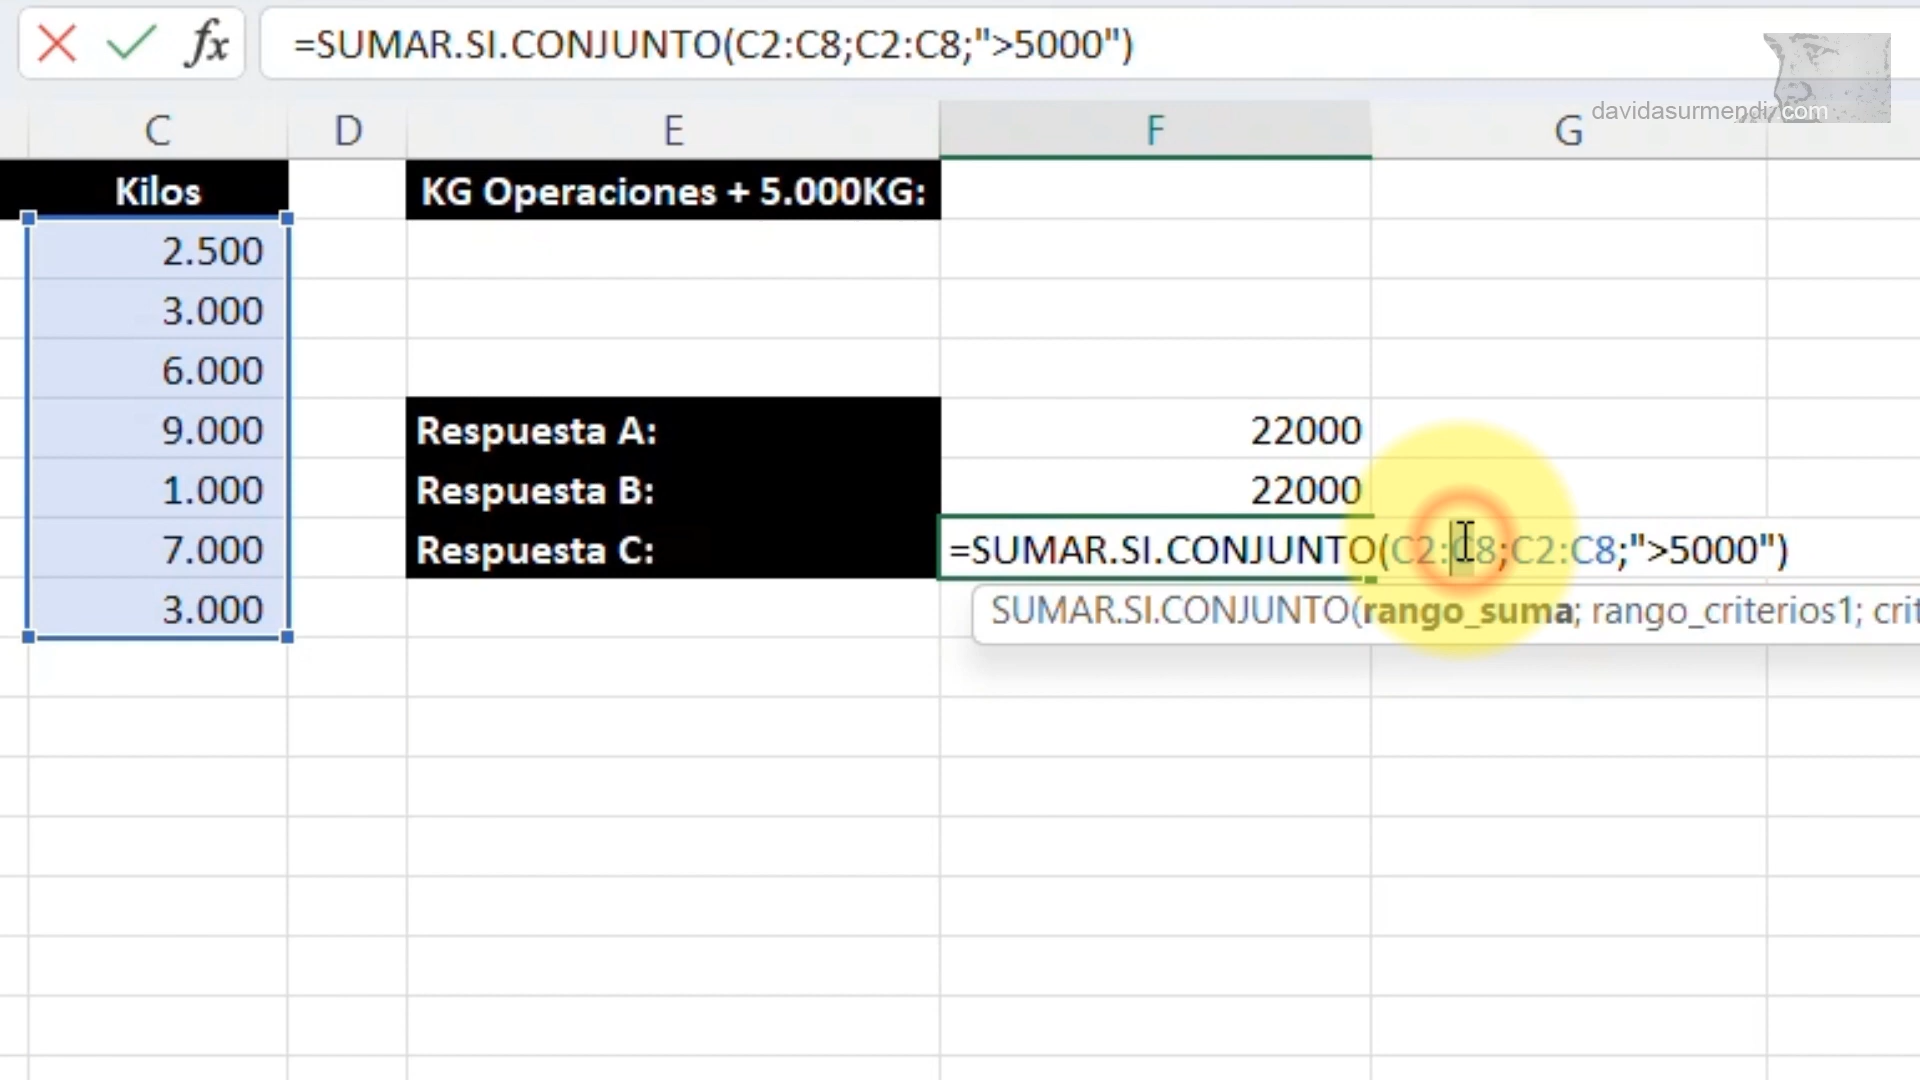 =SUMAR.SI.CONJUNTO(C2:C8;C2:C8;">5000")
davidasurmendi.com
C D E F G
Kilos KG Operaciones + 5.000KG:
2.500
3.000
6.000
9.000 Respuesta A: 22000
1.000 Respuesta B: 22000
7.000 Respuesta C: =SUMAR.SI.CONJUNTO(C2:C8;C2:C8;">5000")
3.000 SUMAR.SI.CONJUNTO(rango_suma; rango_criterios1; crit